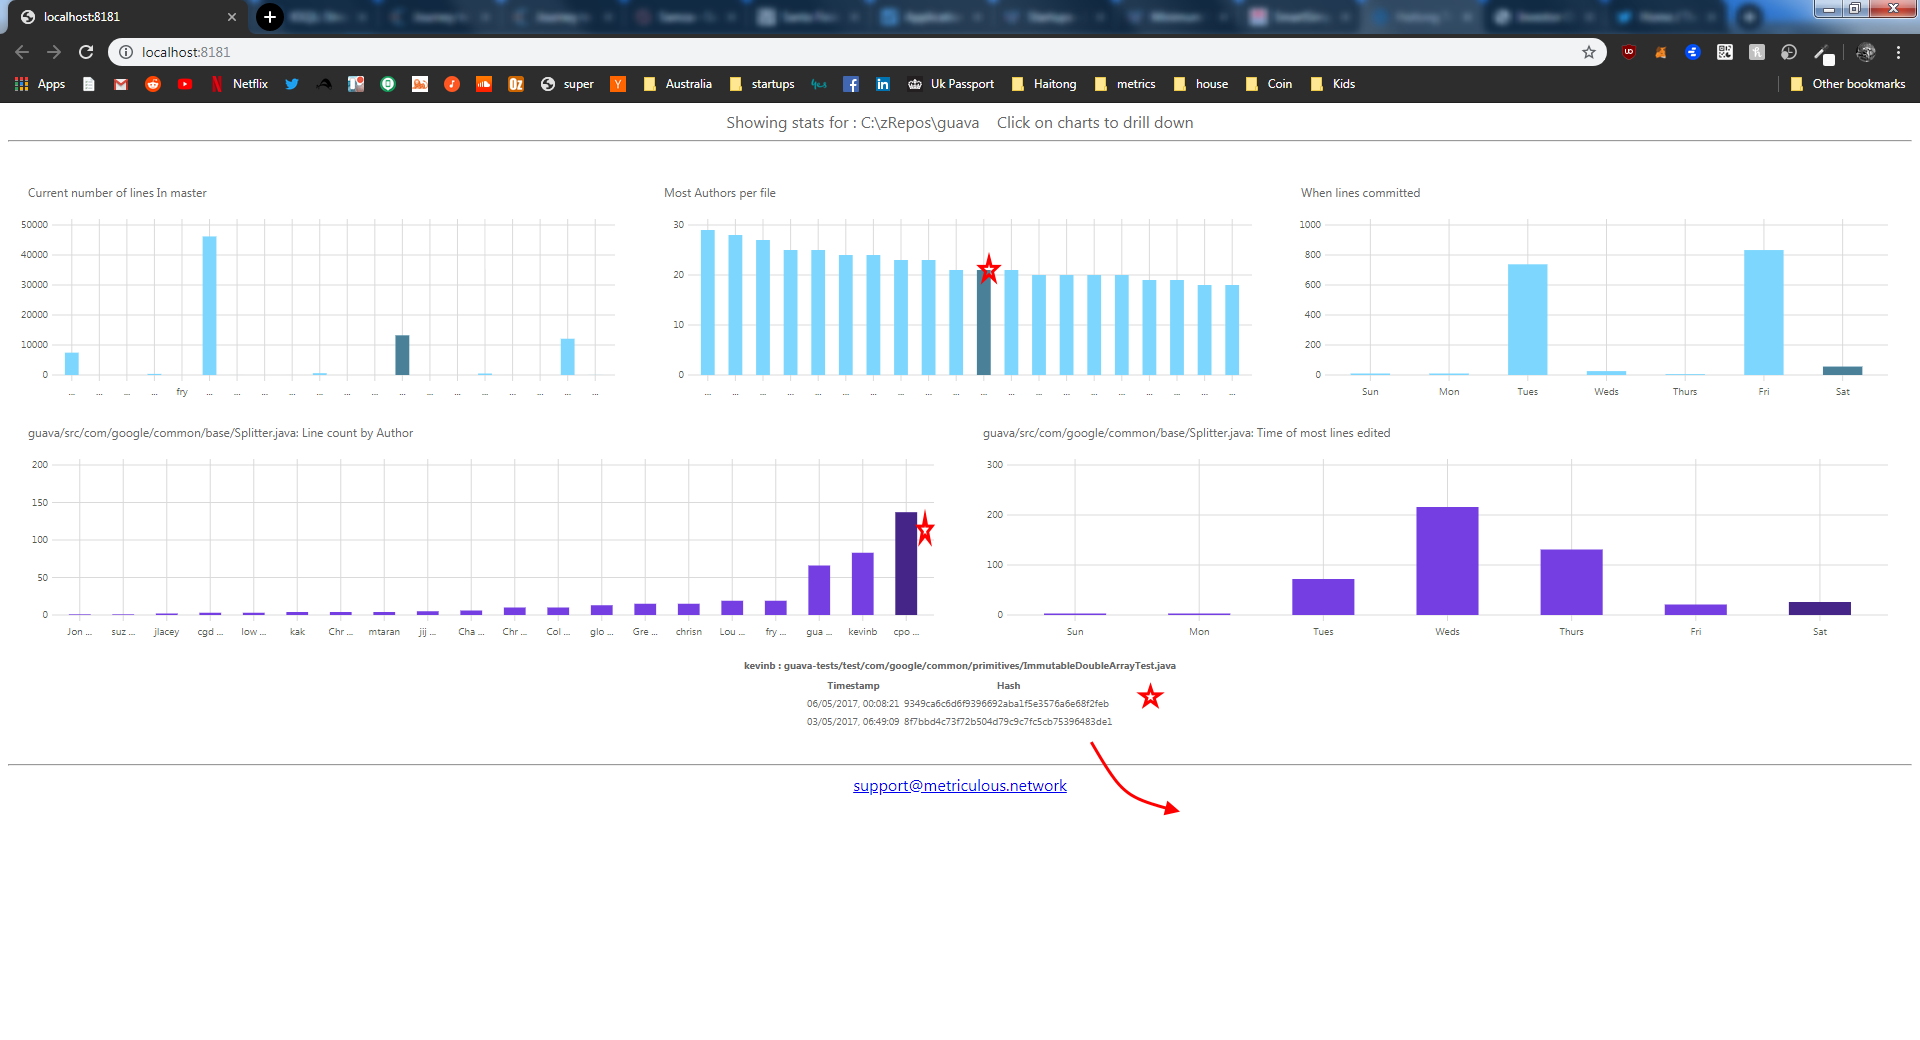 localhost:8181
localhost:8181
Apps Netflix super Australia startups Uk Passport Haitong metrics house Coin Kids Other bookmarks
Showing stats for : C:\zRepos\guava Click on charts to drill down
Current number of lines In master
50000
40000
30000
20000
10000
0
... ... ... ... fry ... ... ... ... ... ... ... ... ... ... ... ... ... ... ...
Most Authors per file
30
20
10
0
... ... ... ... ... ... ... ... ... ... ... ... ... ... ... ... ... ... ... ...
When lines committed
1000
800
600
400
200
0
Sun Mon Tues Weds Thurs Fri Sat
guava/src/com/google/common/base/Splitter.java: Line count by Author
200
150
100
50
0
Jon ... suz ... jlacey cgd ... low ... kak Chr ... mtaran jij ... Cha ... Chr ... Col ... glo ... Gre ... chrisn Lou ... fry ... gua ... kevinb cpo ...
guava/src/com/google/common/base/Splitter.java: Time of most lines edited
300
200
100
0
Sun Mon Tues Weds Thurs Fri Sat
kevinb : guava-tests/test/com/google/common/primitives/ImmutableDoubleArrayTest.java
Timestamp Hash
06/05/2017, 00:08:21 9349ca6c6d6f9396692aba1f5e3576a6e68f2feb
03/05/2017, 06:49:09 8f7bbd4c73f72b504d79c9c7fc5cb75396483de1
support@metriculous.network